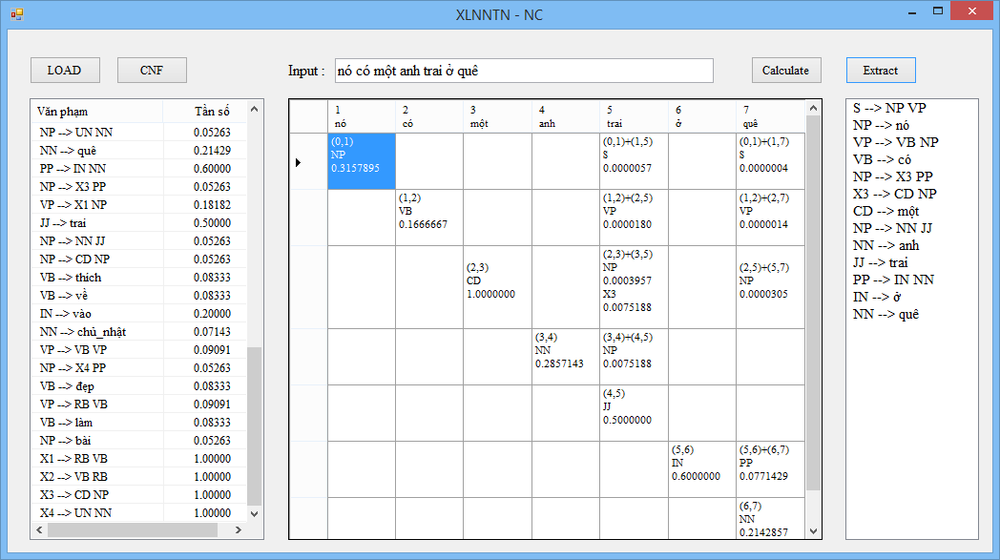 XLNNTN - NC
LOAD
CNF
Input :
nó có một anh trai ở quê
Calculate
Extract
Văn phạm Tần số
NP --> UN NN 0.05263
NN --> quê 0.21429
PP --> IN NN 0.60000
NP --> X3 PP 0.05263
VP --> X1 NP 0.18182
JJ --> trai 0.50000
NP --> NN JJ 0.05263
NP --> CD NP 0.05263
VB --> thích 0.08333
VB --> về 0.08333
IN --> vào 0.20000
NN --> chủ_nhật 0.07143
VP --> VB VP 0.09091
NP --> X4 PP 0.05263
VB --> đẹp 0.08333
VP --> RB VB 0.09091
VB --> làm 0.08333
NP --> bài 0.05263
X1 --> RB VB 1.00000
X2 --> VB RB 1.00000
X3 --> CD NP 1.00000
X4 --> UN NN 1.00000
1 2 3 4 5 6 7
nó có một anh trai ở quê
(0,1) (0,1)+(1,5) (0,1)+(1,7)
NP S S
0.3157895 0.0000057 0.0000004
(1,2) (1,2)+(2,5) (1,2)+(2,7)
VB VP VP
0.1666667 0.0000180 0.0000014
(2,3)+(3,5)
(2,3) NP (2,5)+(5,7)
CD 0.0003957 NP
1.0000000 X3 0.0000305
0.0075188
(3,4) (3,4)+(4,5)
NN NP
0.2857143 0.0075188
(4,5)
JJ
0.5000000
(5,6) (5,6)+(6,7)
IN PP
0.6000000 0.0771429
(6,7)
NN
0.2142857
S --> NP VP
NP --> nó
VP --> VB NP
VB --> có
NP --> X3 PP
X3 --> CD NP
CD --> một
NP --> NN JJ
NN --> anh
JJ --> trai
PP --> IN NN
IN --> ở
NN --> quê